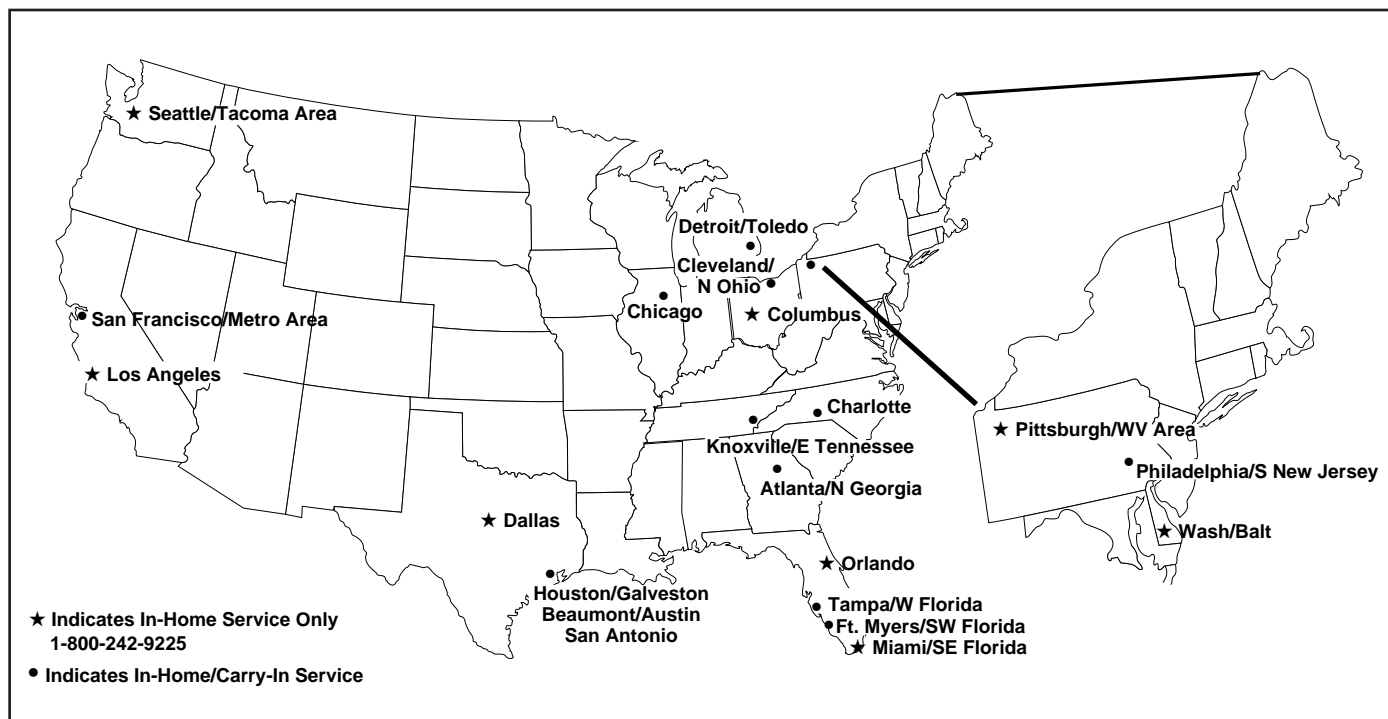 Seattle/Tacoma Area
Detroit/Toledo
Cleveland/
N Ohio
Chicago
Columbus
San Francisco/Metro Area
Los Angeles
Charlotte
Knoxville/E Tennessee
Atlanta/N Georgia
Pittsburgh/WV Area
Philadelphia/S New Jersey
Wash/Balt
Dallas
Orlando
Houston/Galveston
Beaumont/Austin
San Antonio
Tampa/W Florida
Ft. Myers/SW Florida
Miami/SE Florida
★ Indicates In-Home Service Only
1-800-242-9225
• Indicates In-Home/Carry-In Service